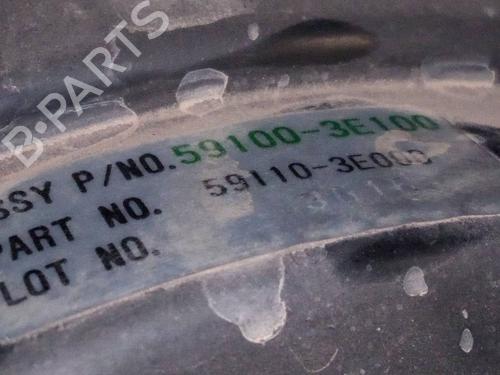 B-PARTS
SSY P/NO. 59100-3E100
PART NO. 59110-3E000
LOT NO.